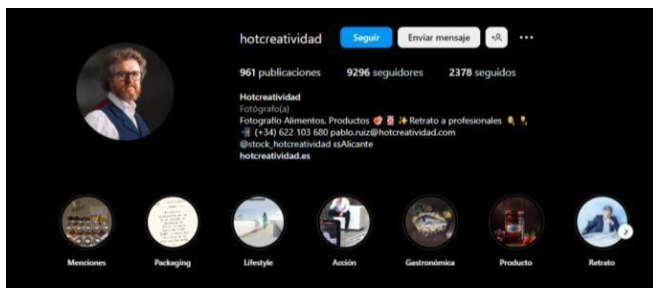 hotcreatividad Seguir Enviar mensaje
961 publicaciones 9296 seguidores 2378 seguidos
Hotcreatividad
Fotógrafo(a)
Fotografío Alimentos, Productos Retrato a profesionales
(+34) 622 103 680 pablo.ruiz@hotcreatividad.com
@stock_hotcreatividad ESAlicante
hotcreatividad.es
Menciones Packaging Lifestyle Acción Gastronómica Producto Retrato